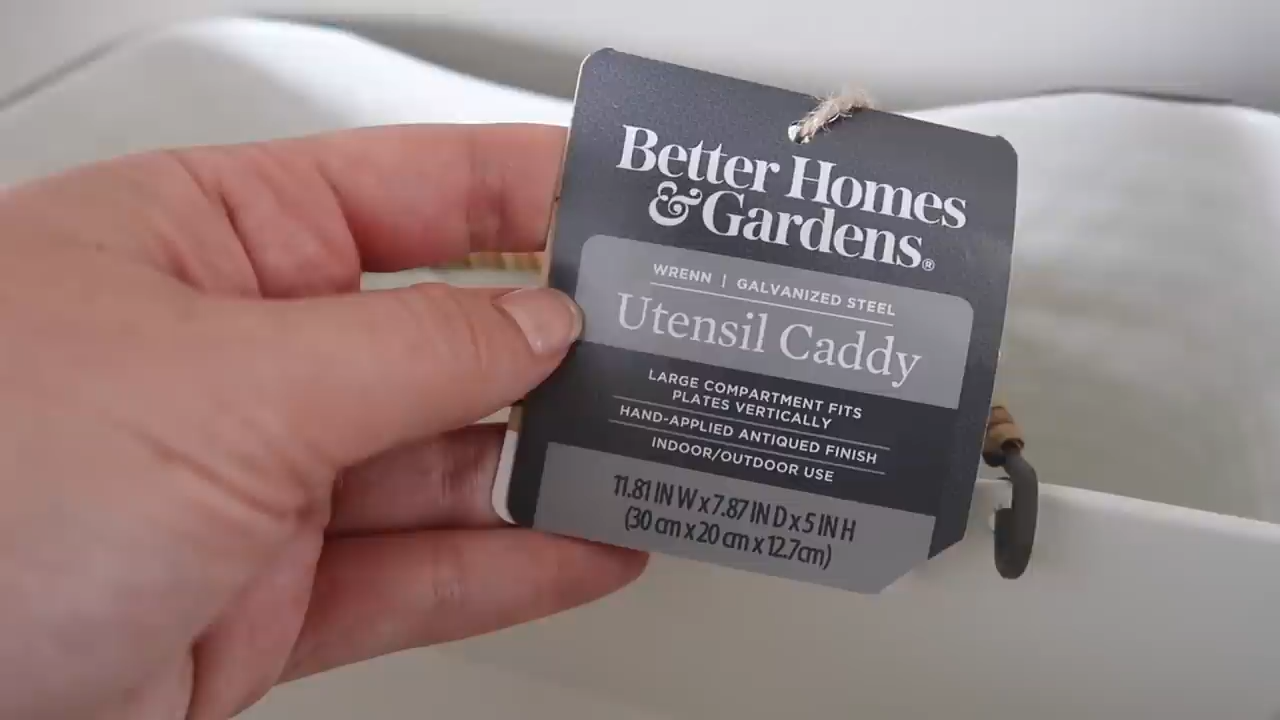 Better Homes
& Gardens®
WRENN | GALVANIZED STEEL
Utensil Caddy
LARGE COMPARTMENT FITS
PLATES VERTICALLY
HAND-APPLIED ANTIQUED FINISH
INDOOR/OUTDOOR USE
11.81 IN W x 7.87 IN D x 5 IN H
(30 cm x 20 cm x 12.7cm)